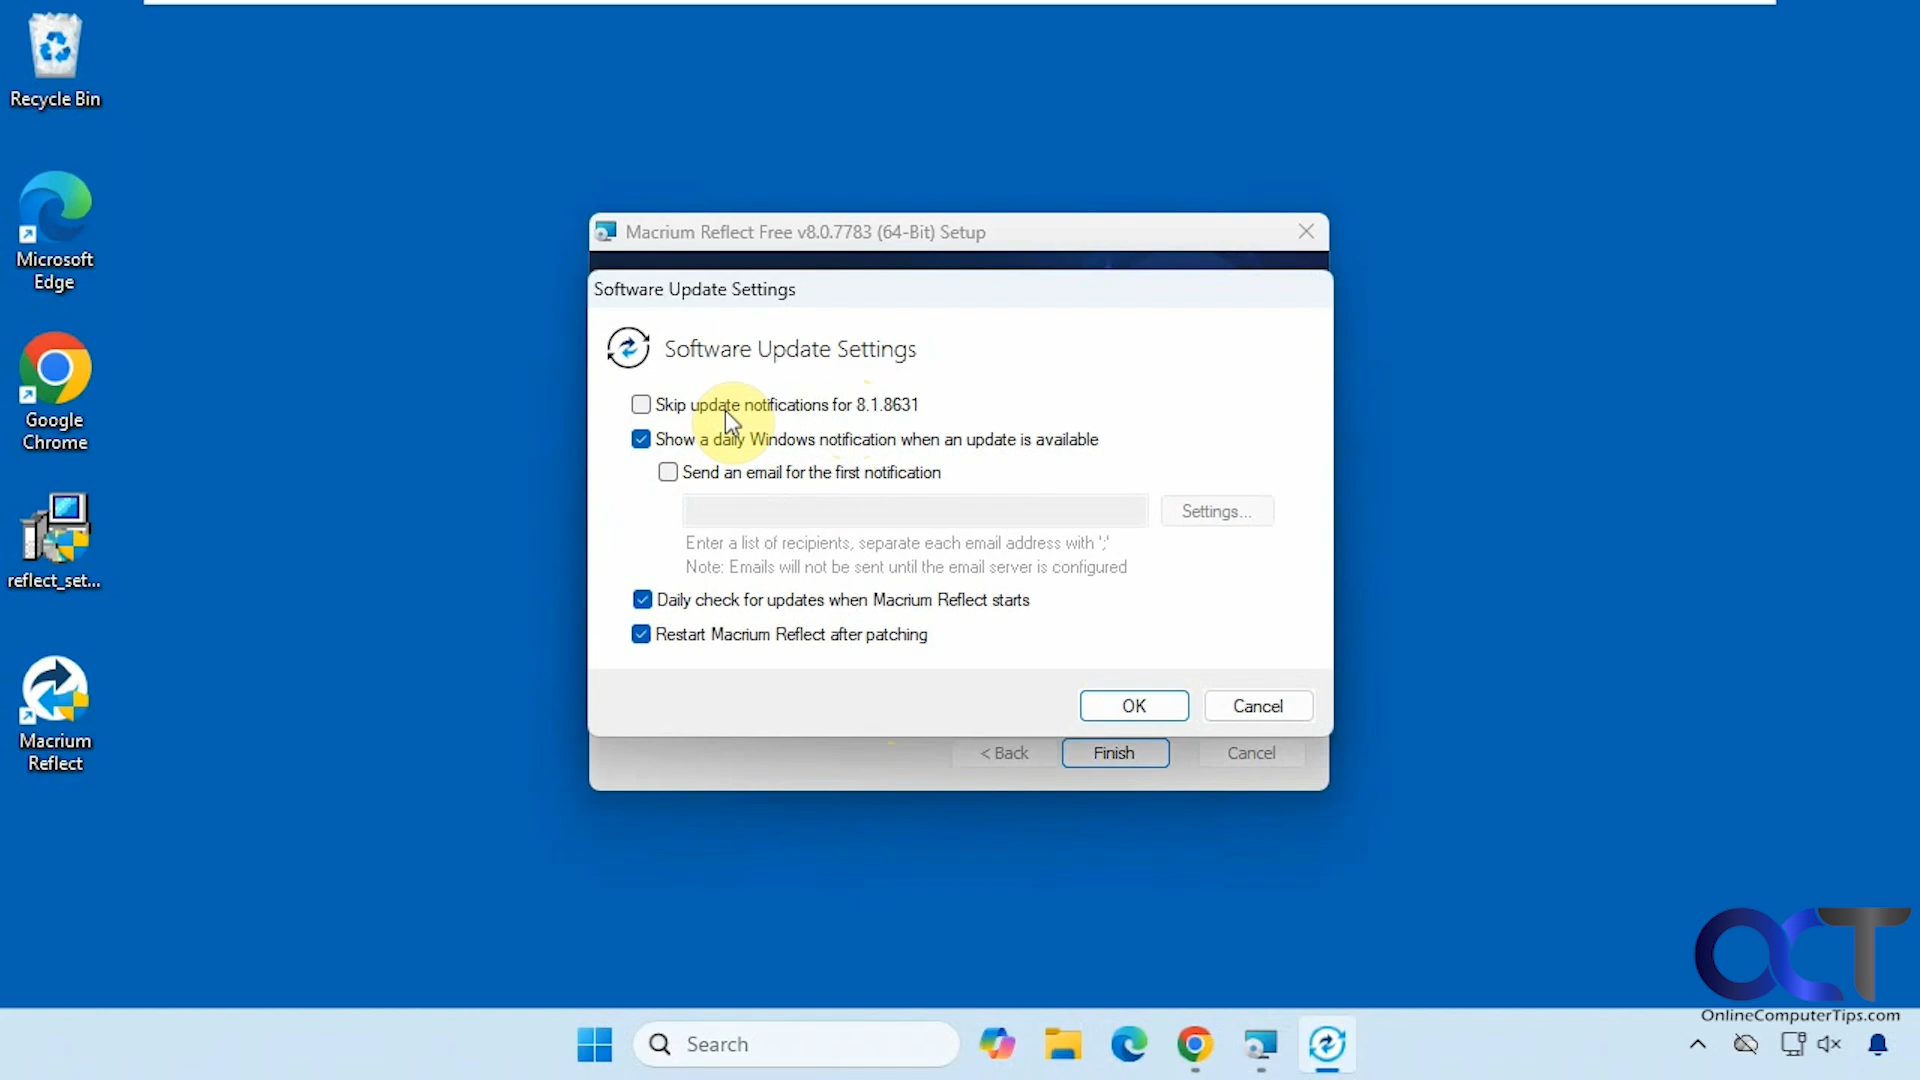 Recycle Bin
Microsoft
Edge
Google
Chrome
reflect_set...
Macrium
Reflect
Macrium Reflect Free v8.0.7783 (64-Bit) Setup
Software Update Settings
Software Update Settings
Skip update notifications for 8.1.8631
Show a daily Windows notification when an update is available
Send an email for the first notification
Settings...
Enter a list of recipients, separate each email address with ';'
Note: Emails will not be sent until the email server is configured
Daily check for updates when Macrium Reflect starts
Restart Macrium Reflect after patching
OK
Cancel
< Back
Finish
Cancel
OCT
OnlineComputerTips.com
Search